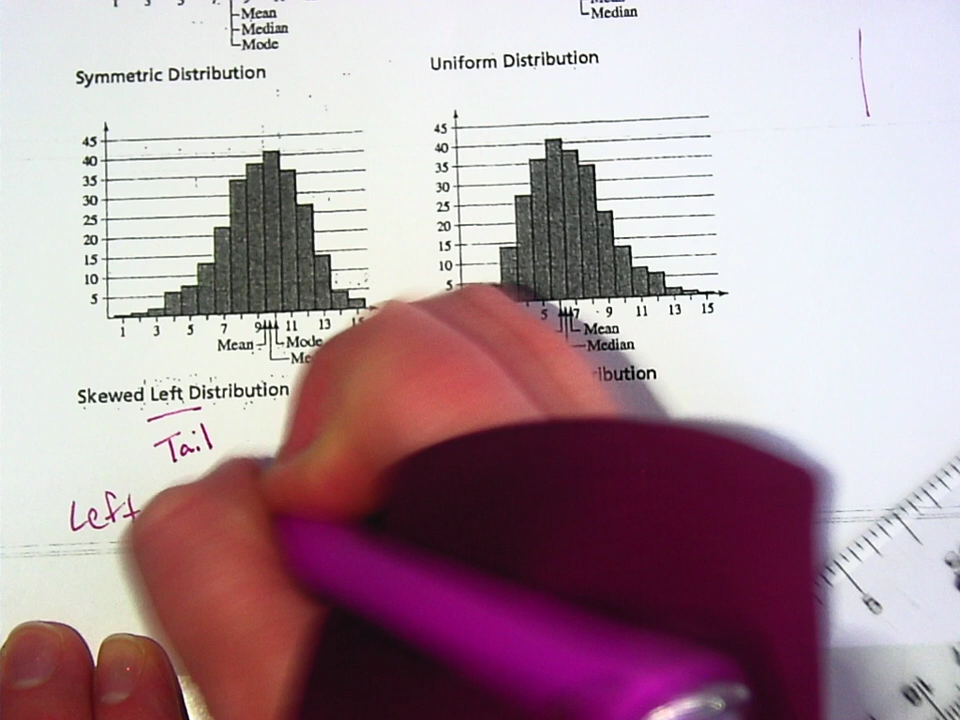 Mean
Median
Mode
Median
Symmetric Distribution
Uniform Distribution
45
40
35
30
25
20
15
10
5
1 3 5 7 9 11 13 15
Mean Mode
Skewed Left Distribution
45
40
35
30
25
20
15
10
5
5 7 9 11 13 15
Mean
Median
Tail
Left